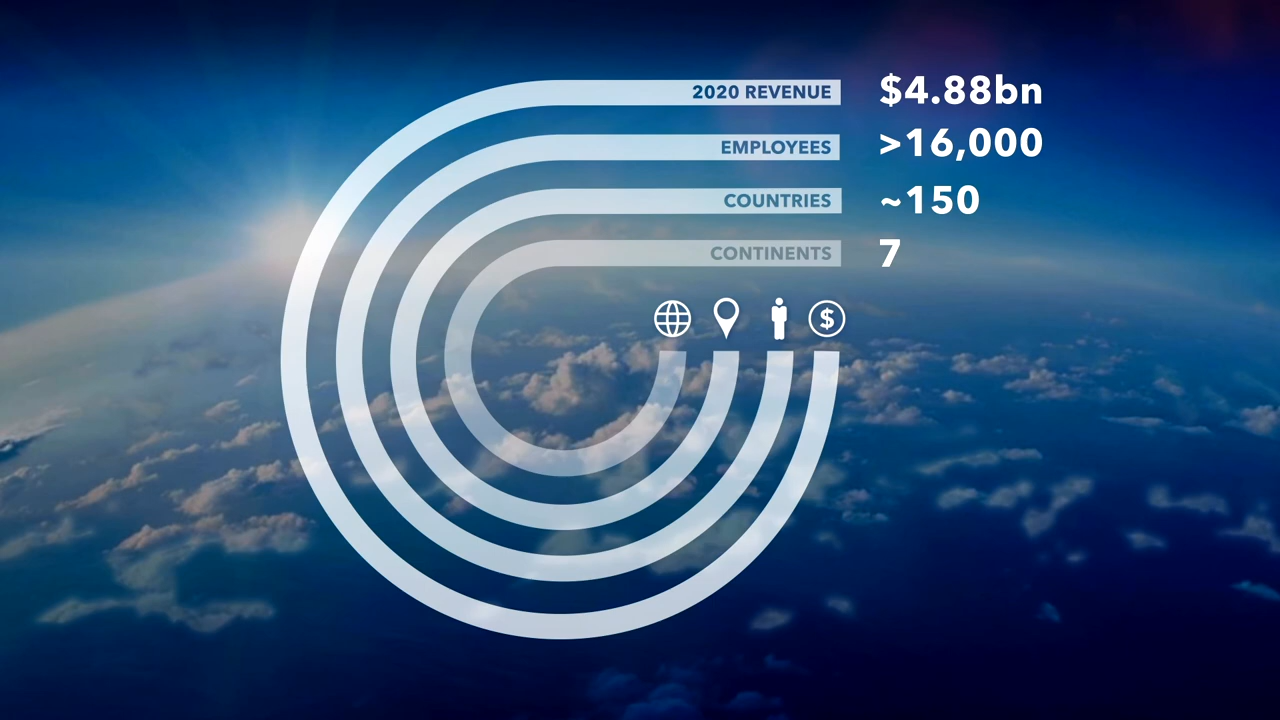 2020 REVENUE $4.88bn
EMPLOYEES >16,000
COUNTRIES ~150
CONTINENTS 7
$